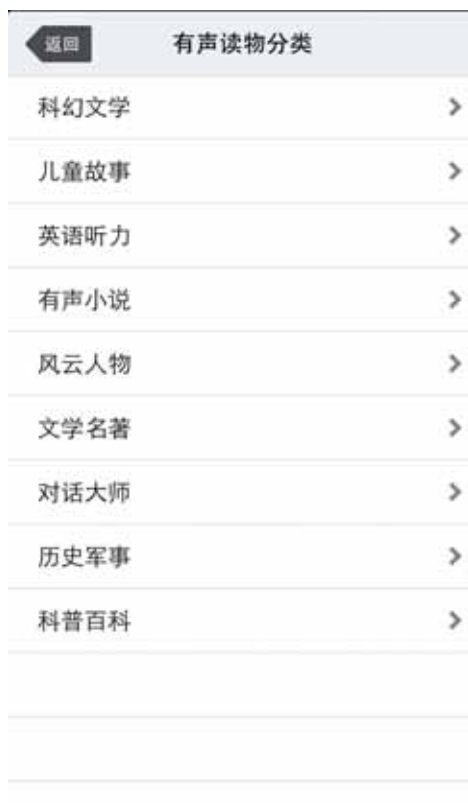 返回
有声读物分类
科幻文学
儿童故事
英语听力
有声小说
风云人物
文学名著
对话大师
历史军事
科普百科